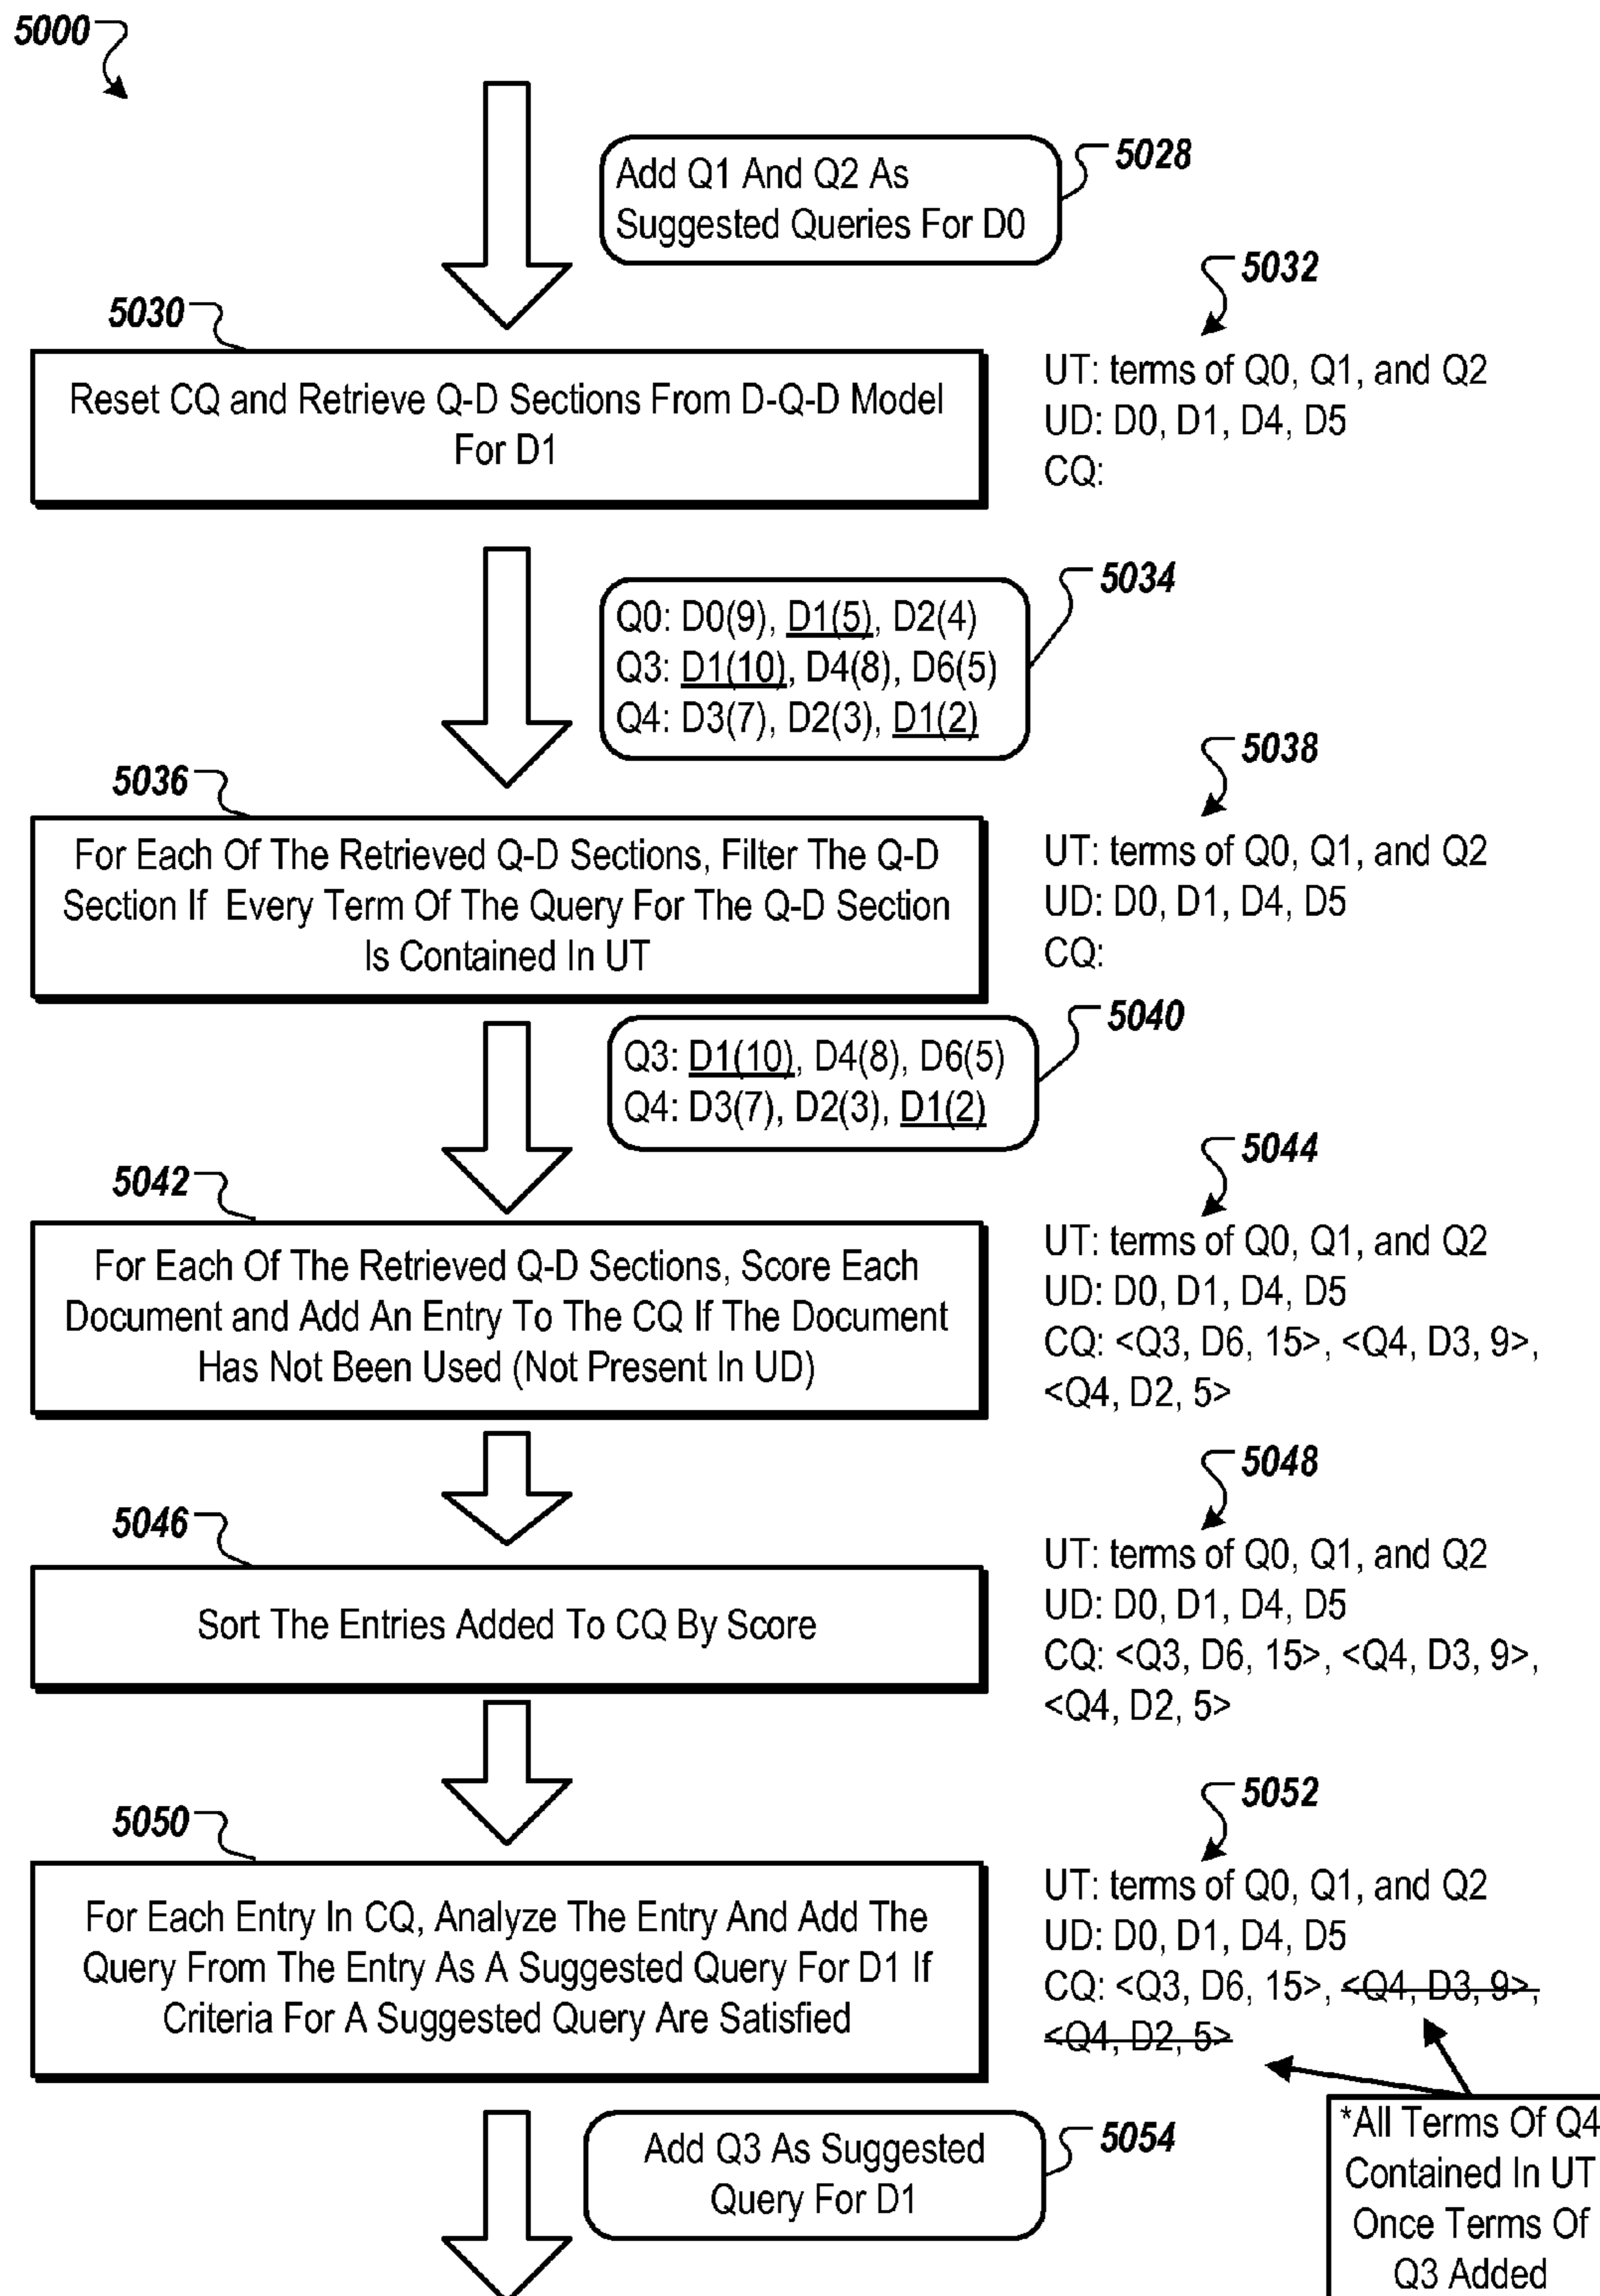 5000
Add Q1 And Q2 As
Suggested Queries For D0
5028
5032
5030
Reset CQ and Retrieve Q-D Sections From D-Q-D Model
For D1
UT: terms of Q0, Q1, and Q2
UD: D0, D1, D4, D5
CQ:
5034
Q0: D0(9), D1(5), D2(4)
Q3: D1(10), D4(8), D6(5)
Q4: D3(7), D2(3), D1(2)
5038
5036
For Each Of The Retrieved Q-D Sections, Filter The Q-D
Section If Every Term Of The Query For The Q-D Section
Is Contained In UT
UT: terms of Q0, Q1, and Q2
UD: D0, D1, D4, D5
CQ:
5040
Q3: D1(10), D4(8), D6(5)
Q4: D3(7), D2(3), D1(2)
5044
5042
For Each Of The Retrieved Q-D Sections, Score Each
Document and Add An Entry To The CQ If The Document
Has Not Been Used (Not Present In UD)
UT: terms of Q0, Q1, and Q2
UD: D0, D1, D4, D5
CQ: <Q3, D6, 15>, <Q4, D3, 9>,
<Q4, D2, 5>
5048
5046
Sort The Entries Added To CQ By Score
UT: terms of Q0, Q1, and Q2
UD: D0, D1, D4, D5
CQ: <Q3, D6, 15>, <Q4, D3, 9>,
<Q4, D2, 5>
5052
5050
For Each Entry In CQ, Analyze The Entry And Add The
Query From The Entry As A Suggested Query For D1 If
Criteria For A Suggested Query Are Satisfied
UT: terms of Q0, Q1, and Q2
UD: D0, D1, D4, D5
CQ: <Q3, D6, 15>, <Q4, D3, 9>,
<Q4, D2, 5>
Add Q3 As Suggested
Query For D1
5054
*All Terms Of Q4
Contained In UT
Once Terms Of
Q3 Added